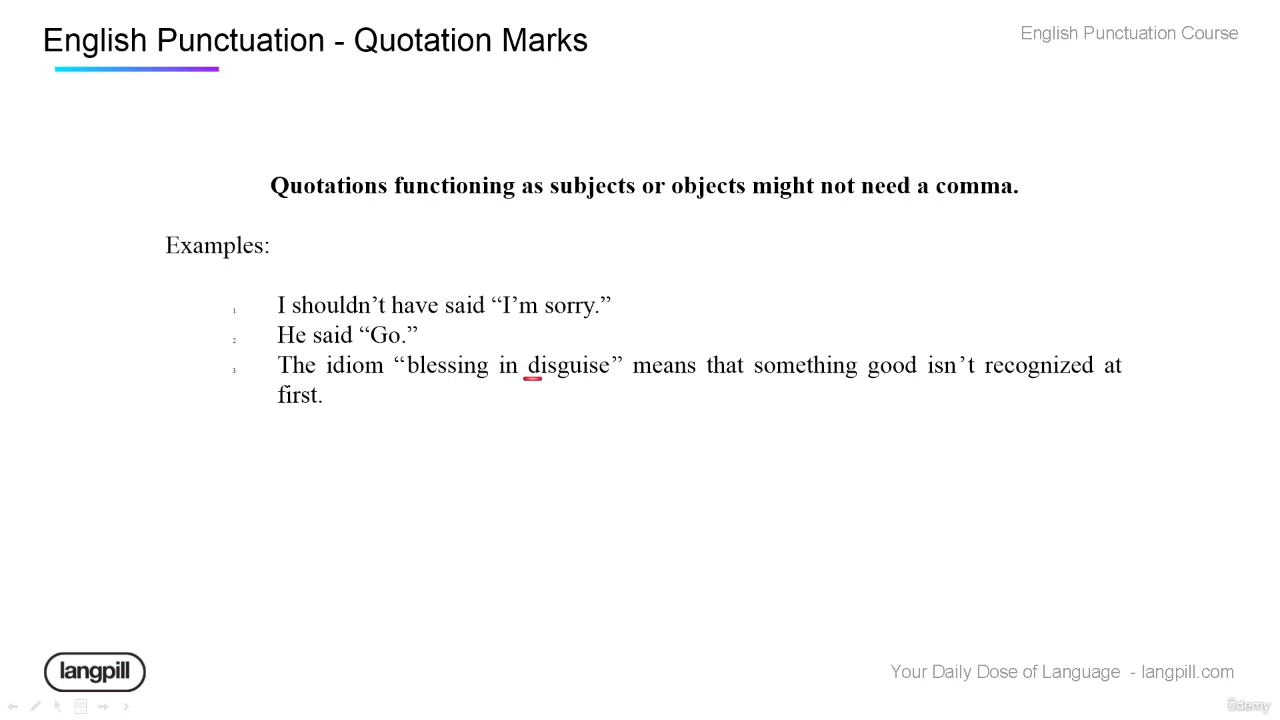 English Punctuation - Quotation Marks
English Punctuation Course
Quotations functioning as subjects or objects might not need a comma.
Examples:
1. I shouldn’t have said “I’m sorry.”
2. He said “Go.”
3. The idiom “blessing in disguise” means that something good isn’t recognized at
first.
langpill
Your Daily Dose of Language - langpill.com
ûdemy